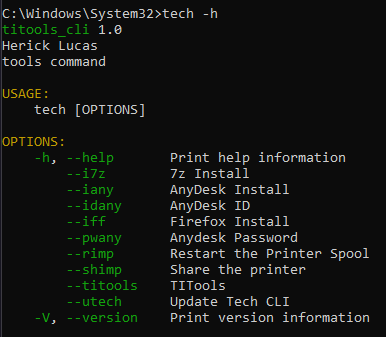 C:\Windows\System32>tech -h
titools_cli 1.0
Herick Lucas
tools command
USAGE:
tech [OPTIONS]
OPTIONS:
-h, --help Print help information
--i7z 7z Install
--iany AnyDesk Install
--idany AnyDesk ID
--iff Firefox Install
--pwany Anydesk Password
--rimp Restart the Printer Spool
--shimp Share the printer
--titools TITools
--utech Update Tech CLI
-V, --version Print version information